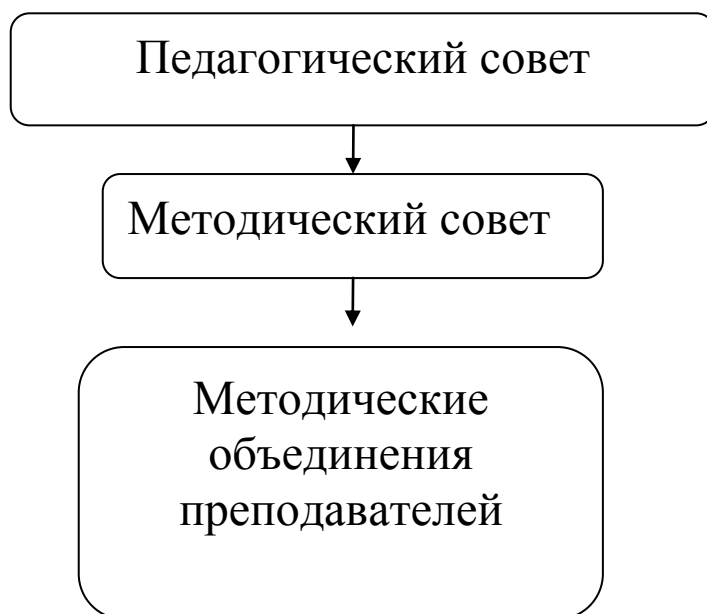 Педагогический совет
Методический совет
Методические
объединения
преподавателей